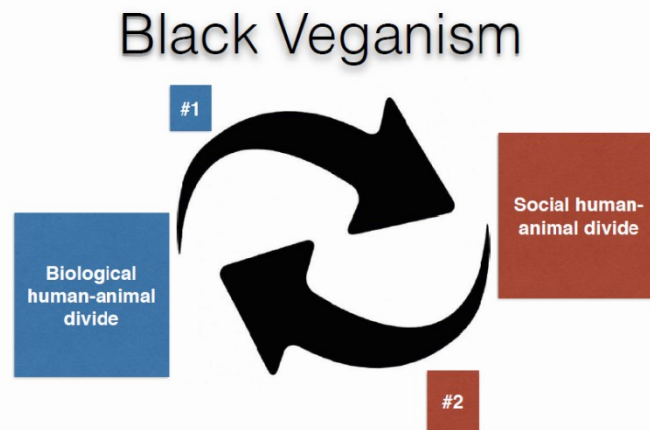 Black Veganism
#1
Social human-
animal divide
Biological
human-animal
divide
#2